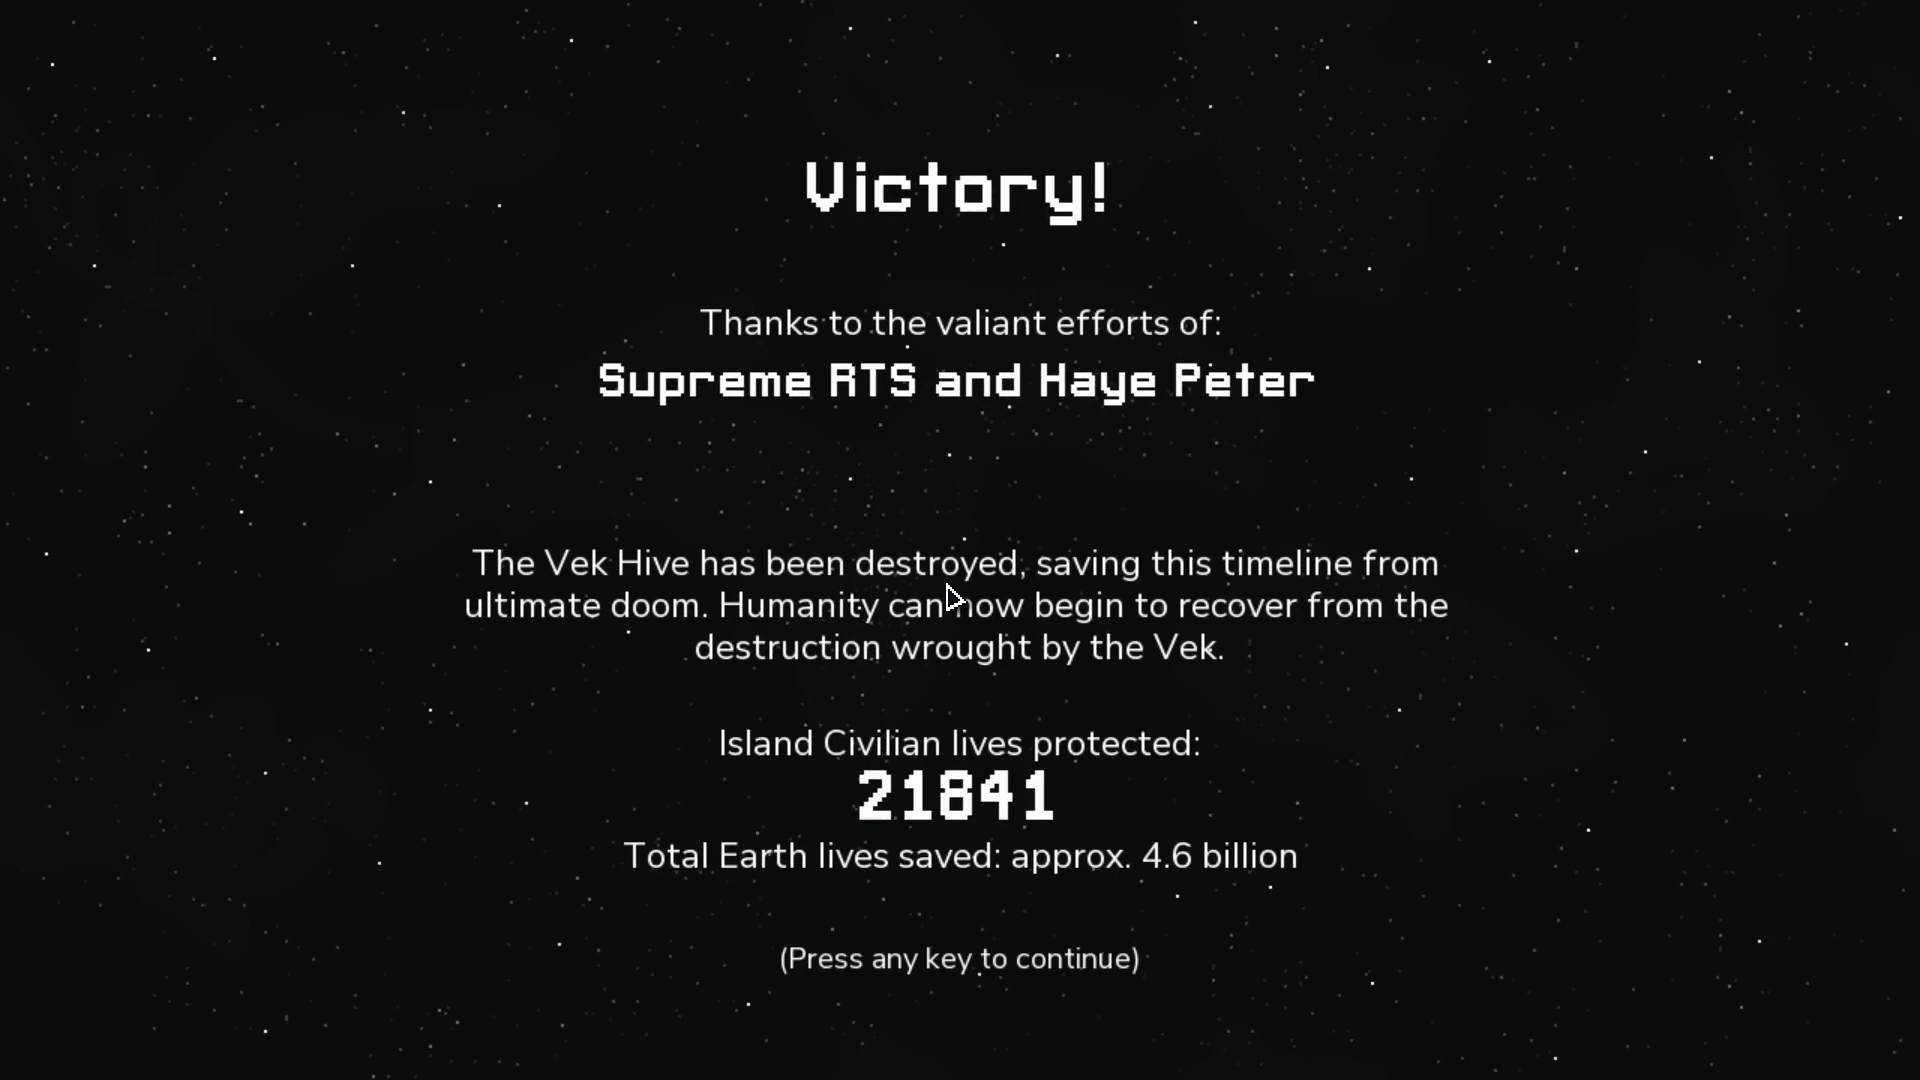 Victory!
Thanks to the valiant efforts of:
Supreme RTS and Haye Peter
The Vek Hive has been destroyed, saving this timeline from
ultimate doom. Humanity can now begin to recover from the
destruction wrought by the Vek.
Island Civilian lives protected:
21841
Total Earth lives saved: approx. 4.6 billion
(Press any key to continue)